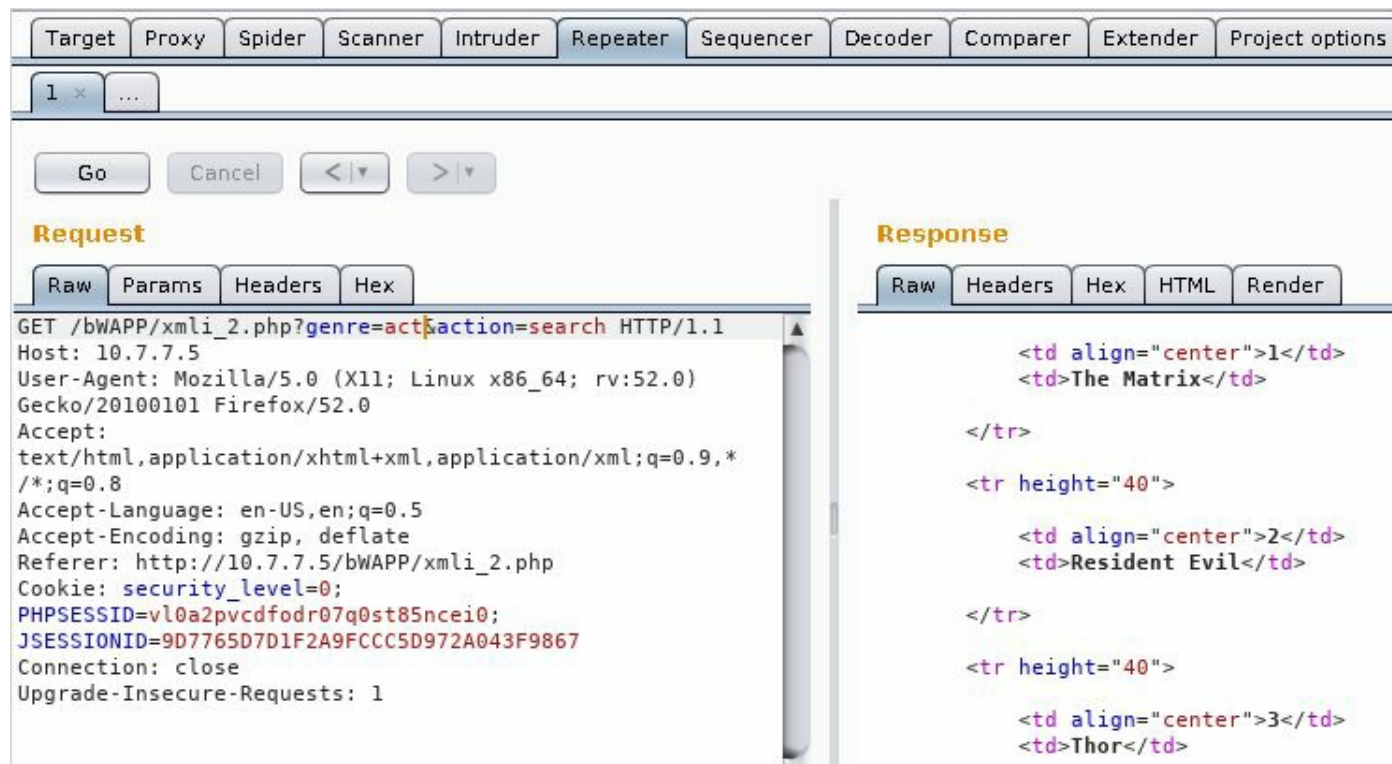 Target Proxy Spider Scanner Intruder Repeater Sequencer Decoder Comparer Extender Project options
1 × ...
Go Cancel < >
Request
Raw Params Headers Hex
GET /bWAPP/xmli_2.php?genre=act&action=search HTTP/1.1
Host: 10.7.7.5
User-Agent: Mozilla/5.0 (X11; Linux x86_64; rv:52.0)
Gecko/20100101 Firefox/52.0
Accept:
text/html,application/xhtml+xml,application/xml;q=0.9,*
/*;q=0.8
Accept-Language: en-US,en;q=0.5
Accept-Encoding: gzip, deflate
Referer: http://10.7.7.5/bWAPP/xmli_2.php
Cookie: security_level=0;
PHPSESSID=vl0a2pvcdfodr07q0st85ncei0;
JSESSIONID=9D7765D7D1F2A9FCCC5D972A043F9867
Connection: close
Upgrade-Insecure-Requests: 1
Response
Raw Headers Hex HTML Render
<td align="center">1</td>
<td>The Matrix</td>
</tr>
<tr height="40">
<td align="center">2</td>
<td>Resident Evil</td>
</tr>
<tr height="40">
<td align="center">3</td>
<td>Thor</td>